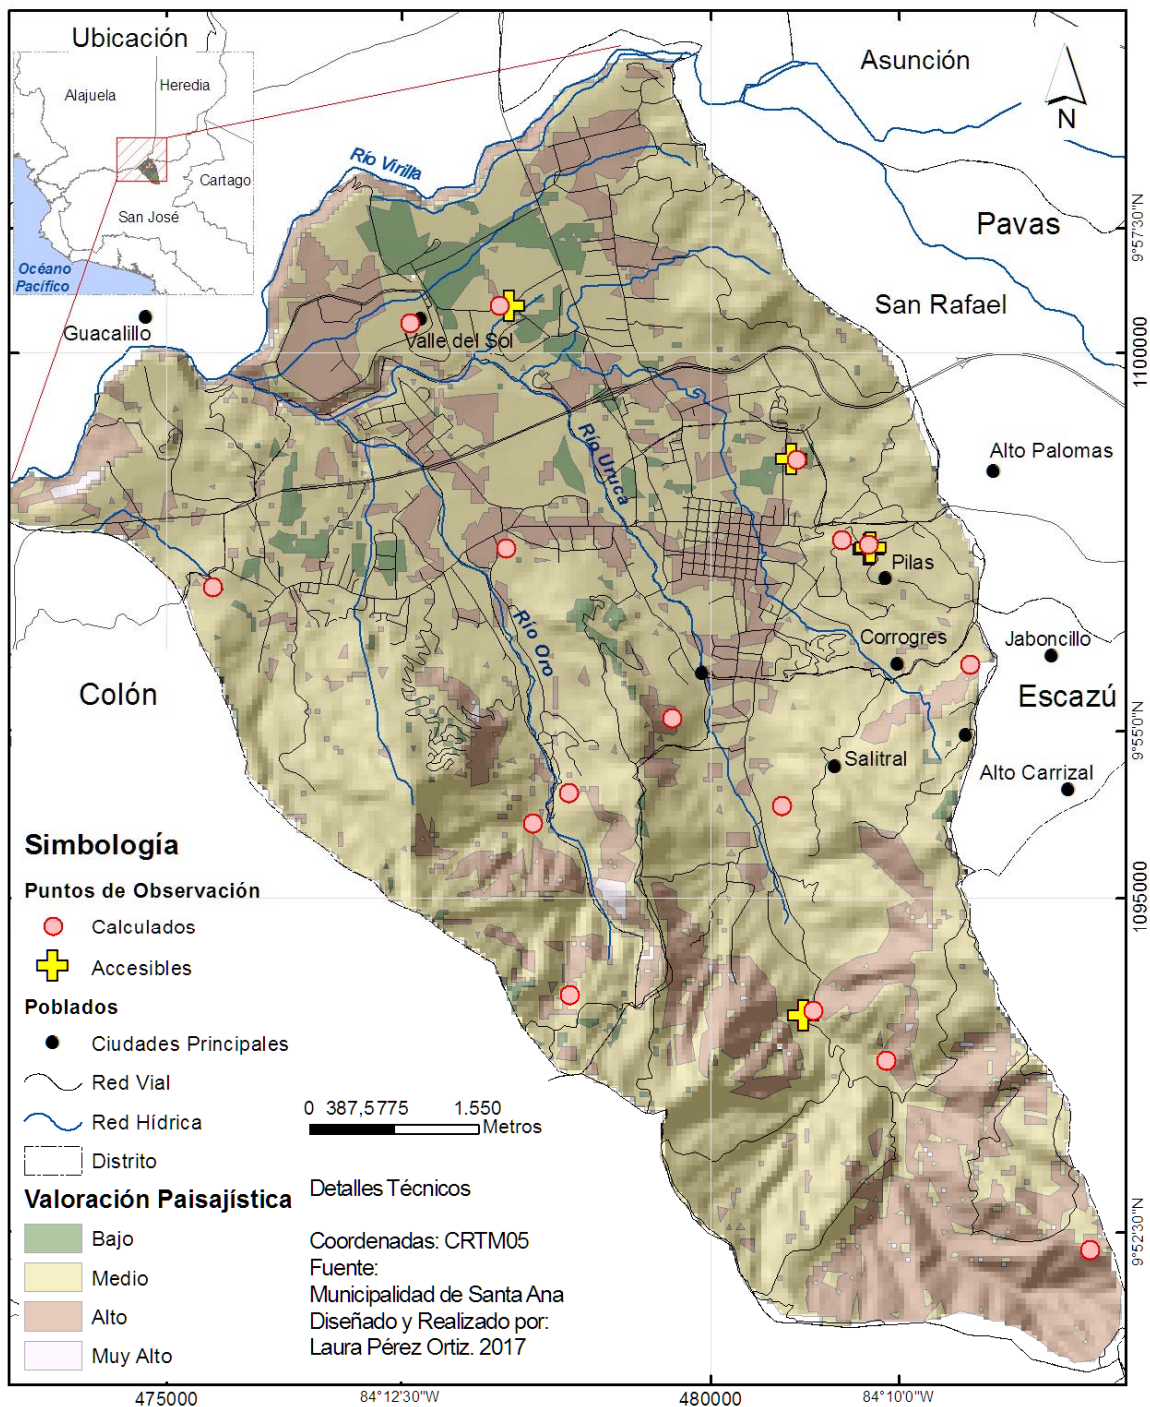 Ubicación
Alajuela
Heredia
Cartago
San José
Océano
Pacífico
Asunción
N
Río Virilla
Pavas
San Rafael
Guacalillo
Valle del Sol
Río Uruca
Alto Palomas
Pilas
Río Oro
Corrogres
Jaboncillo
Colón
Escazú
Salitral
Alto Carrizal
9°57'30"N
1100000
9°55'0"N
1095000
9°52'30"N
Simbología
Puntos de Observación
Calculados
Accesibles
Poblados
Ciudades Principales
Red Vial
Red Hídrica
Distrito
Valoración Paisajística
Bajo
Medio
Alto
Muy Alto
0 387,5775 1.550
Metros
Detalles Técnicos
Coordenadas: CRTM05
Fuente:
Municipalidad de Santa Ana
Diseñado y Realizado por:
Laura Pérez Ortiz. 2017
475000
84°12'30"W
480000
84°10'0"W